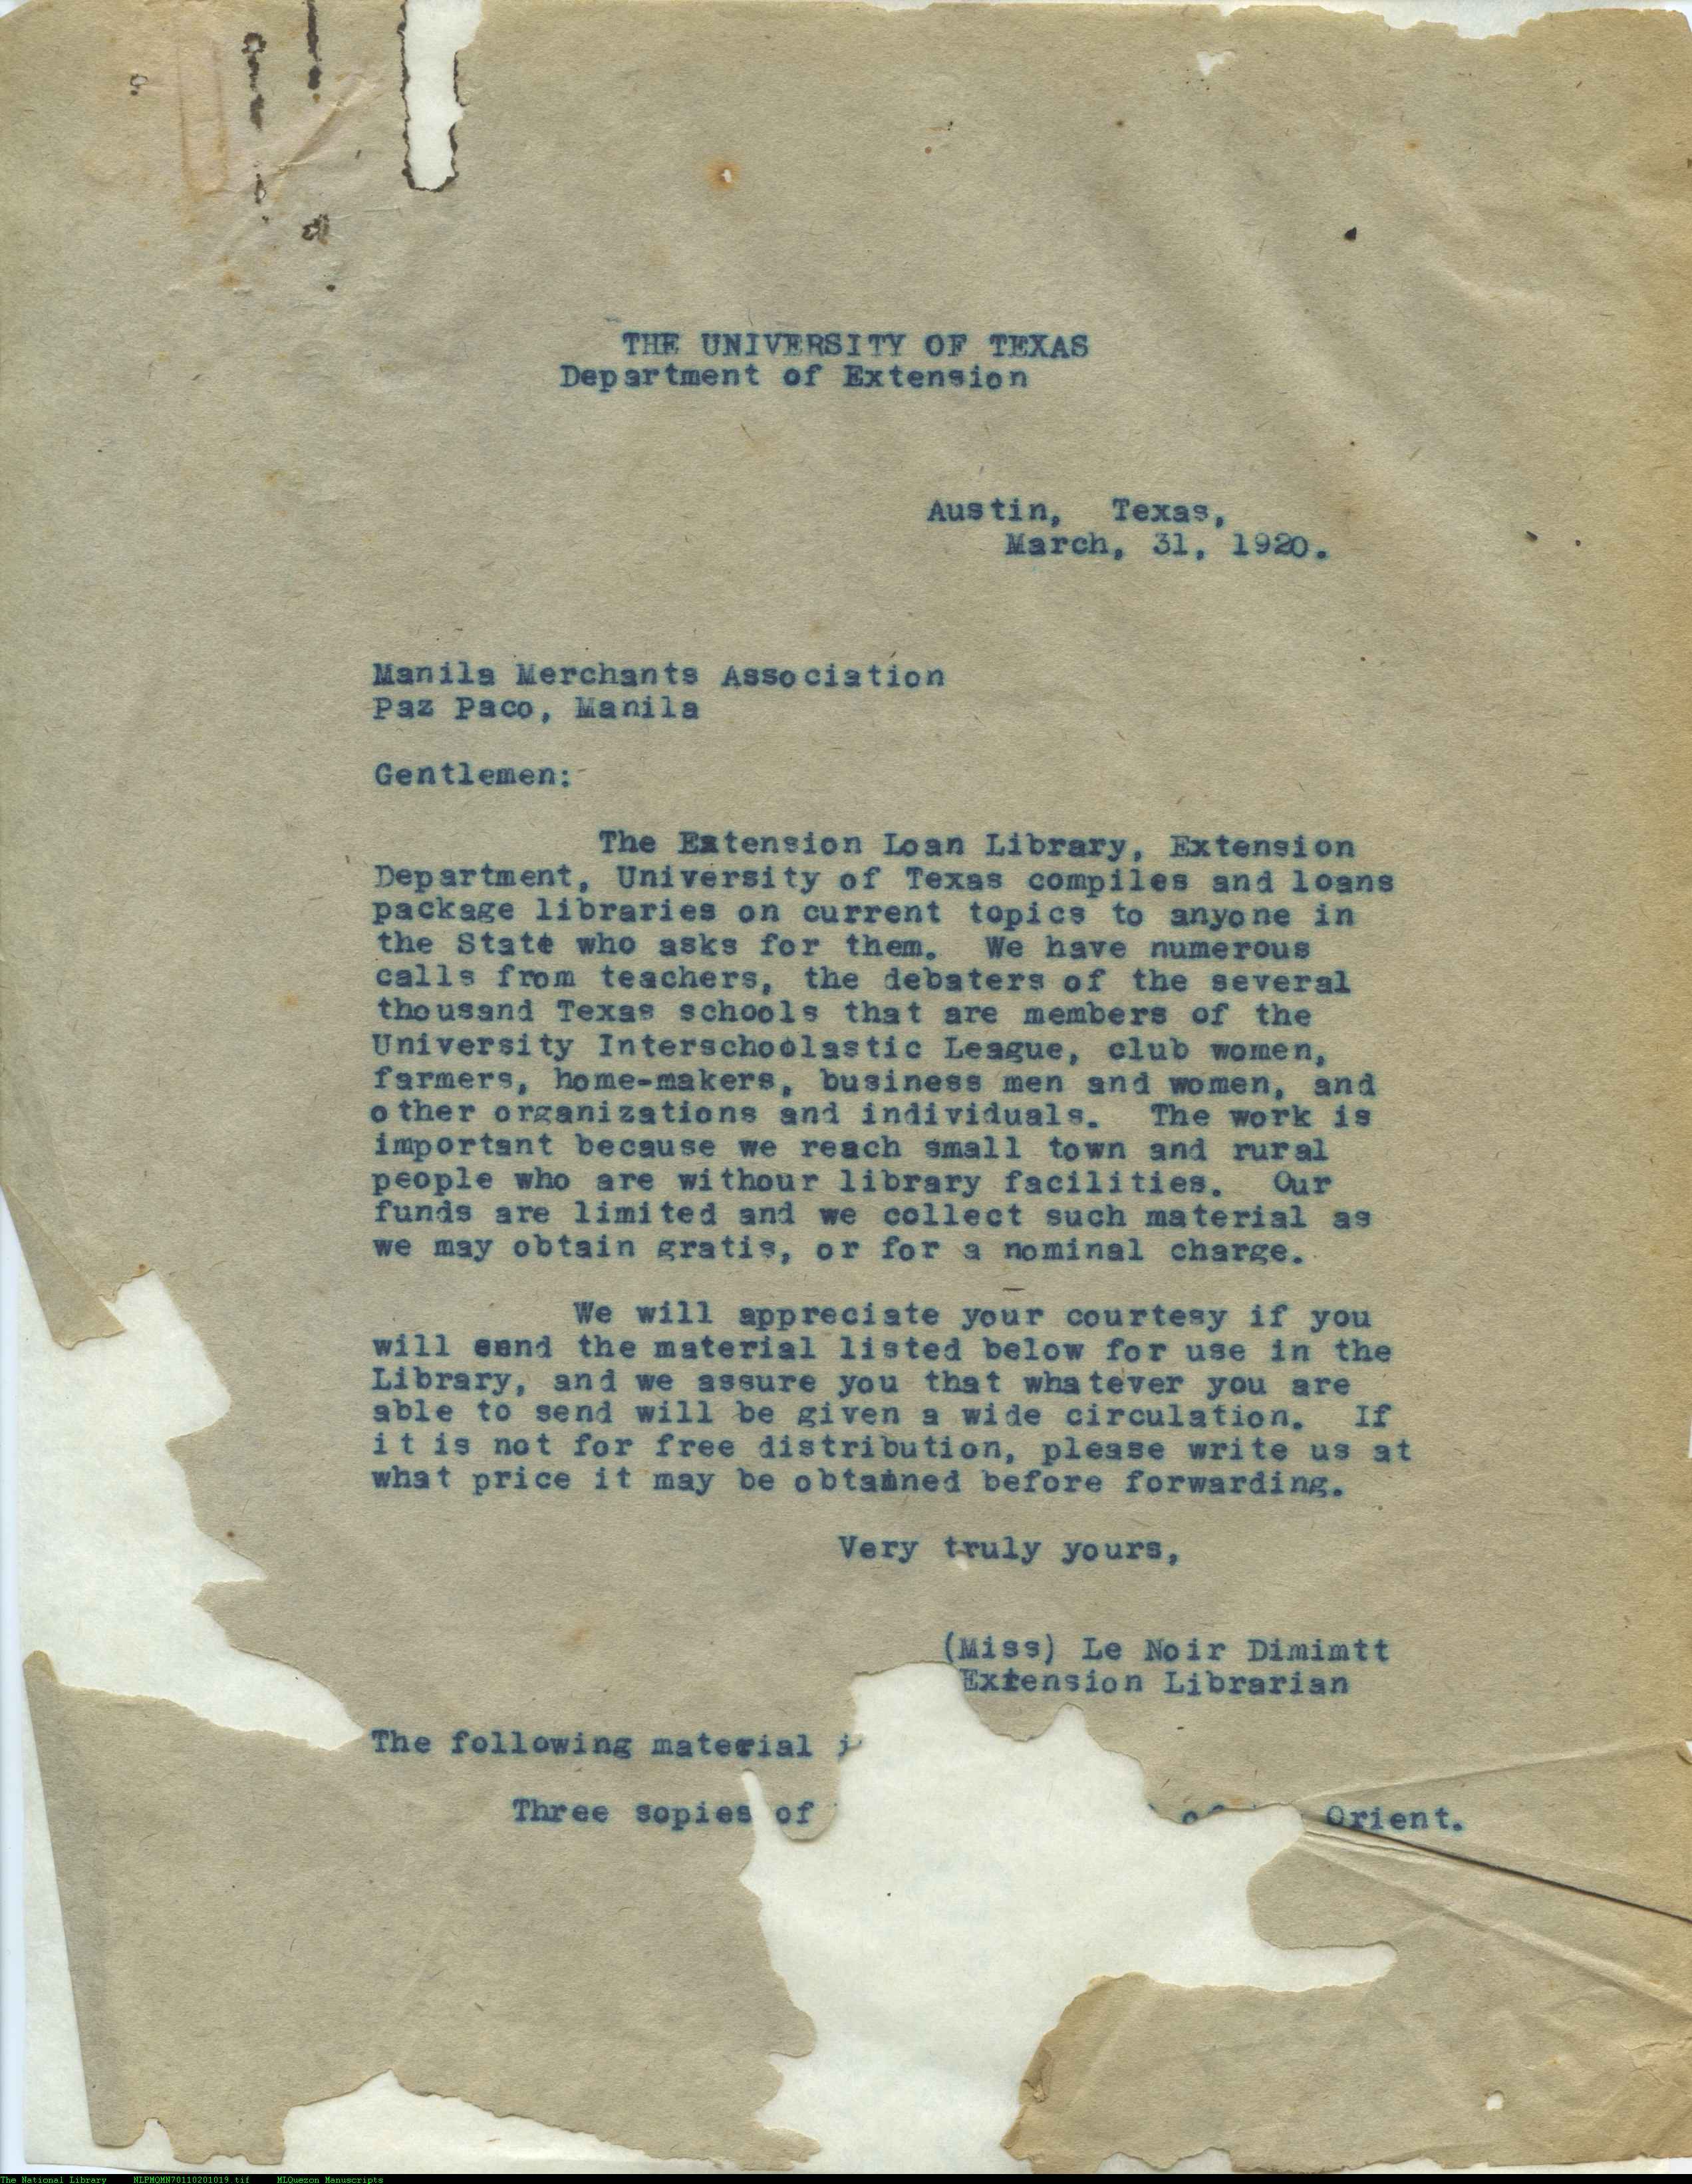 THE UNIVERSITY OF TEXAS
Department of Extension
Austin, Texas,
March, 31, 1920.
Manila Merchants Association
Paz Paco, Manila
Gentlemen:
The Extension Loan Library, Extension
Department, University of Texas compiles and loans
package libraries on current topics to anyone in
the State who asks for them. We have numerous
calls from teachers, the debaters of the several
thousand Texas schools that are members of the
University Interschoolastic League, club women,
farmers, home-makers, business men and women, and
other organizations and individuals. The work is
important because we reach small town and rural
people who are withour library facilities. Our
funds are limited and we collect such material as
we may obtain gratis, or for a nominal charge.
We will appreciate your courtesy if you
will send the material listed below for use in the
Library, and we assure you that whatever you are
able to send will be given a wide circulation. If
it is not for free distribution, please write us at
what price it may be obtained before forwarding.
Very truly yours,
(Miss) Le Noir Dimimtt
Extension Librarian
The following material
Three sopies of Orient.
The National Library NLPMQMN70110201019.tif MLQuezon Manuscripts